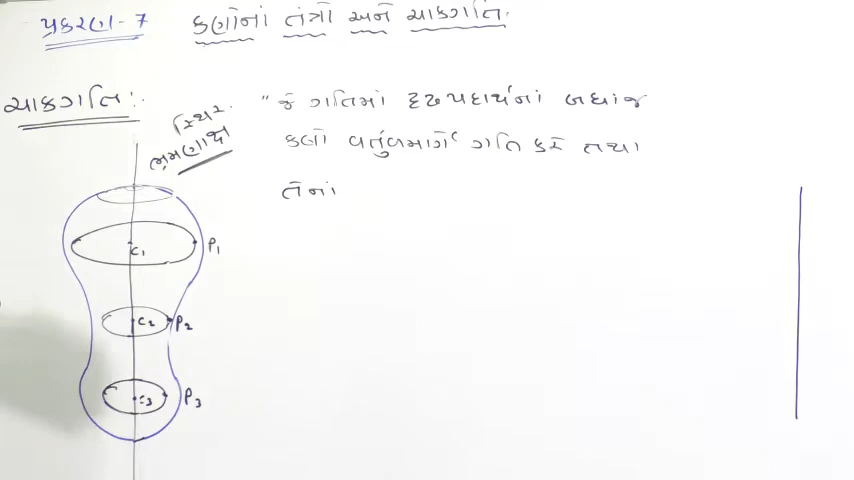 પ્રકરણ-7 કણોનાં તંત્રો અને ચાકગતિ.
ચાકગતિ:.
"જે ગતિમાં દૃઢપદાર્થનાં બધાંજ
સ્થિર.
ભ્રમણાક્ષ
કણો વર્તુળમાર્ગે ગતિ કરે તથા
તેનાં
C1 P1
C2 P2
C3 P3